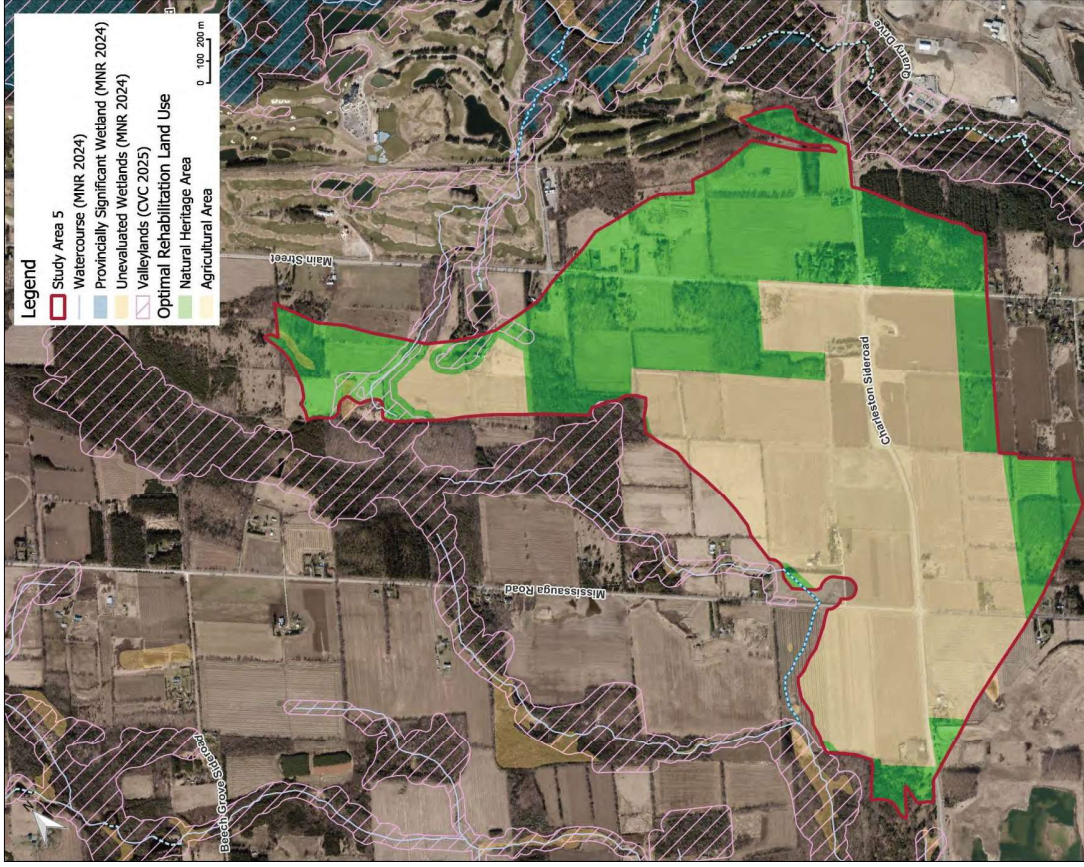 Legend
Study Area 5
Watercourse (MNR 2024)
Provincially Significant Wetland (MNR 2024)
Unevaluated Wetlands (MNR 2024)
Valleylands (CVC 2025)
Optimal Rehabilitation Land Use
Natural Heritage Area
Agricultural Area
0 100 200 m
Quarry Drive
Main Street
Charleston Sideroad
Mississauga Road
Beech Grove Sideroad